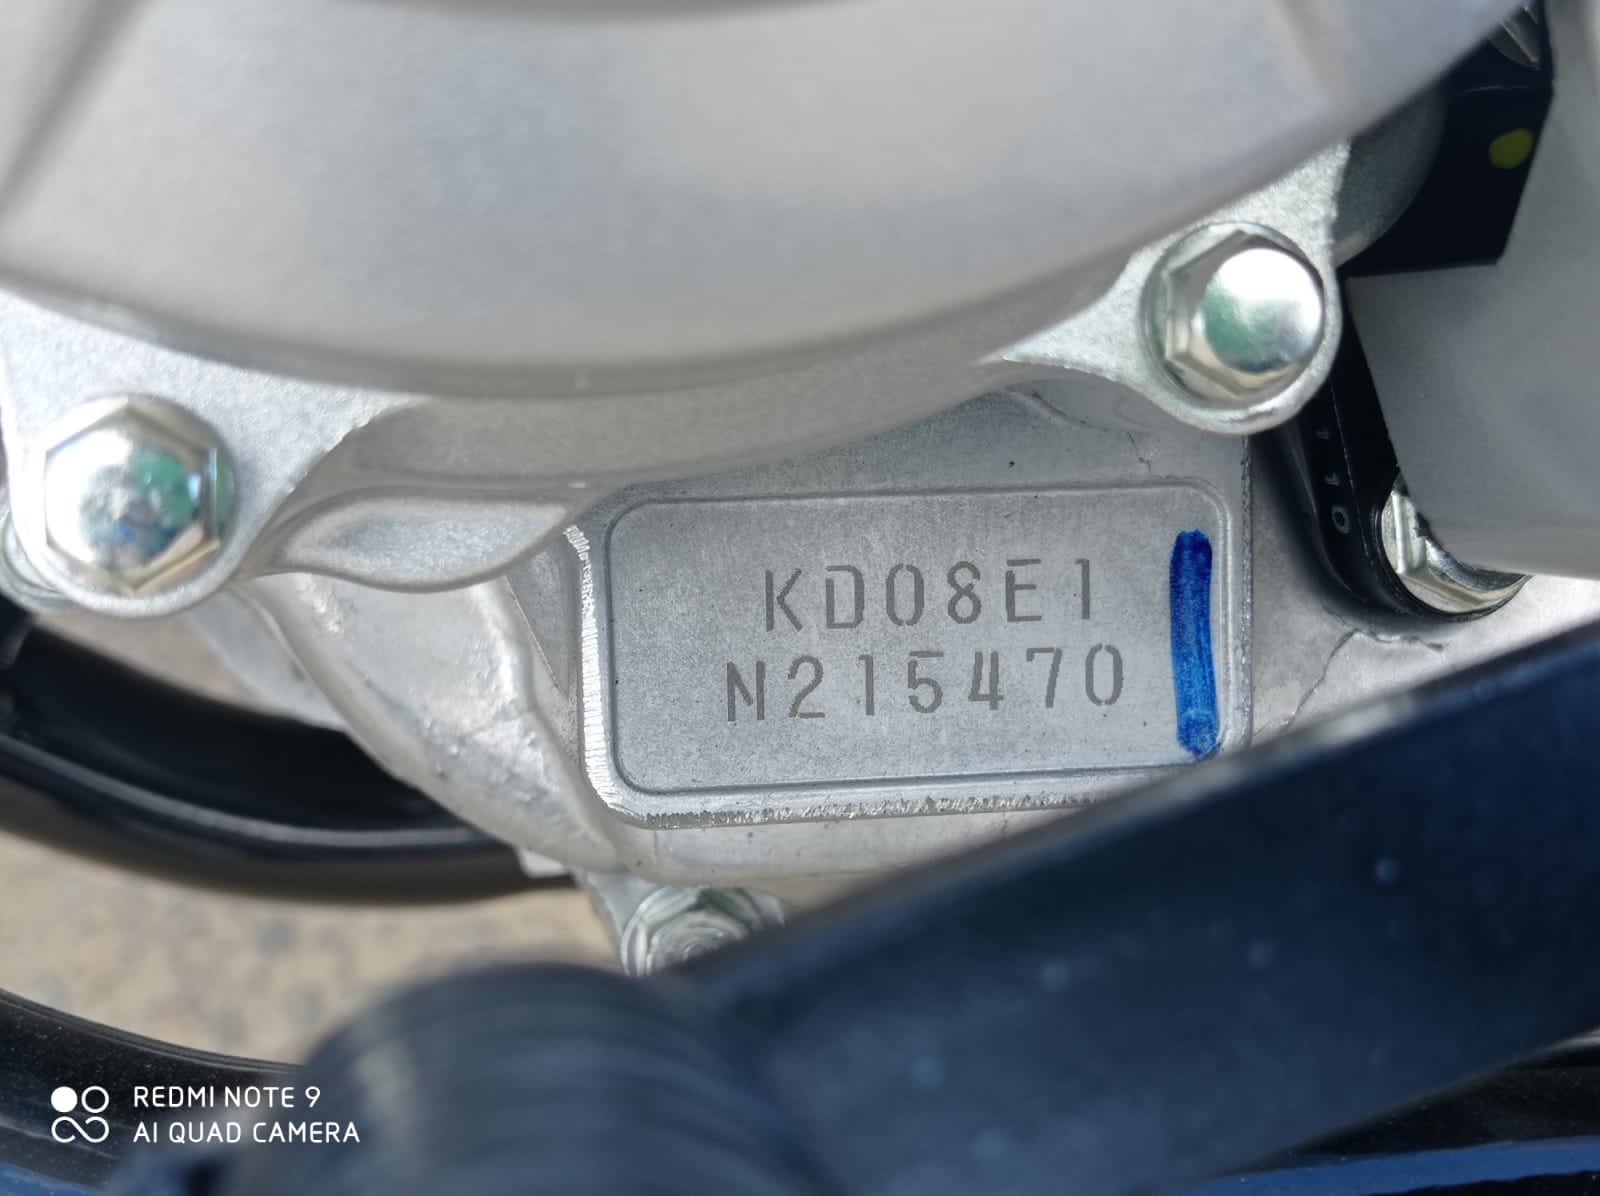 KD08E1
N215470
REDMI NOTE 9
AI QUAD CAMERA